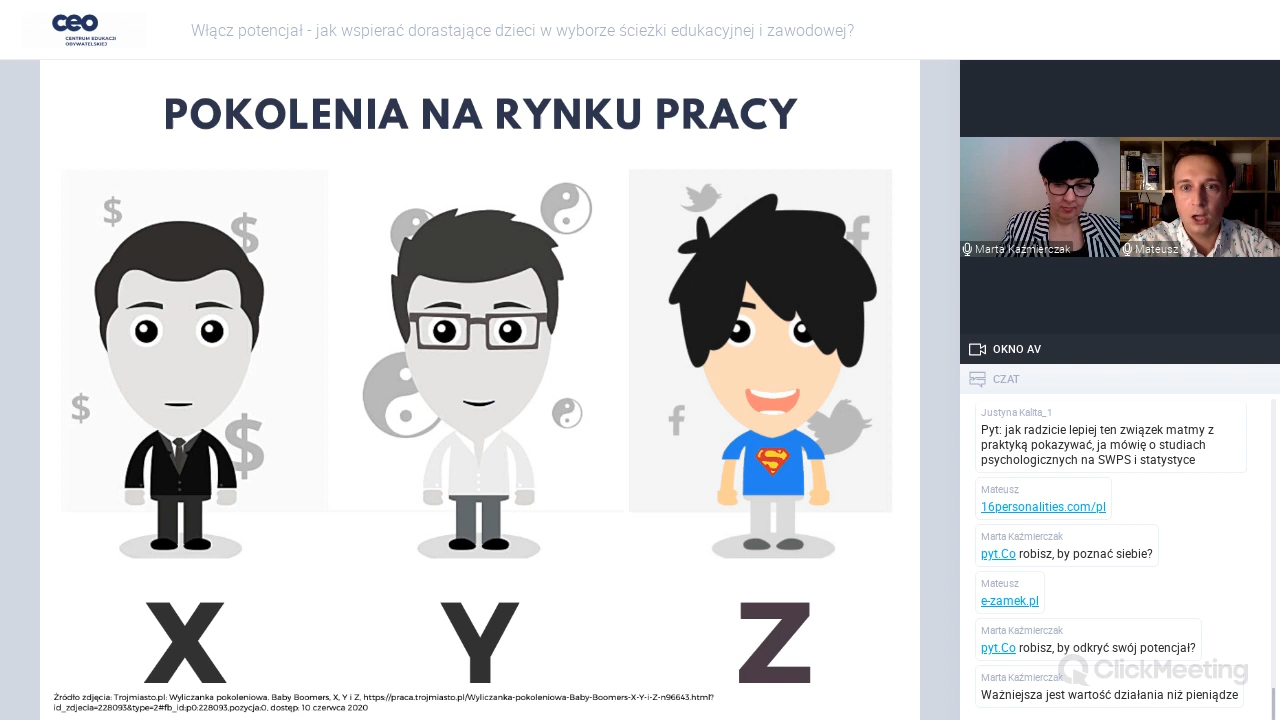 ceo
CENTRUM EDUKACJI
OBYWATELSKIEJ
Włącz potencjał - jak wspierać dorastające dzieci w wyborze ścieżki edukacyjnej i zawodowej?
POKOLENIA NA RYNKU PRACY
$
$
$
$
f
f
S
X
Y
Z
Źródło zdjęcia: Trojmiasto.pl: Wyliczanka pokoleniowa. Baby Boomers, X, Y i Z, https://praca.trojmiasto.pl/Wyliczanka-pokoleniowa-Baby-Boomers-X-Y-i-Z-n96643.html?
id_zdjecia=228093&type=2#fb_id:p0:228093,pozycja:0, dostęp: 10 czerwca 2020
Marta Kaźmierczak
Mateusz
OKNO AV
CZAT
Justyna Kalita_1
Pyt: jak radzicie lepiej ten związek matmy z
praktyką pokazywać, ja mówię o studiach
psychologicznych na SWPS i statystyce
Mateusz
16personalities.com/pl
Marta Kaźmierczak
pyt.Co robisz, by poznać siebie?
Mateusz
e-zamek.pl
Marta Kaźmierczak
pyt.Co robisz, by odkryć swój potencjał?
Marta Kaźmierczak
Ważniejsza jest wartość działania niż pieniądze
ClickMeeting